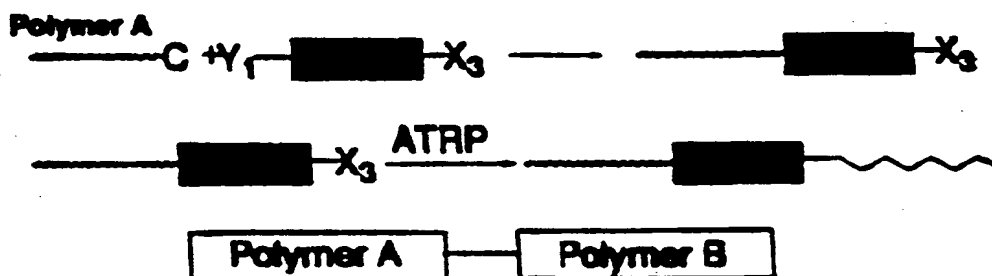 Polymer A
C +Y1 X3 X3
X3 ATRP
Polymer A Polymer B